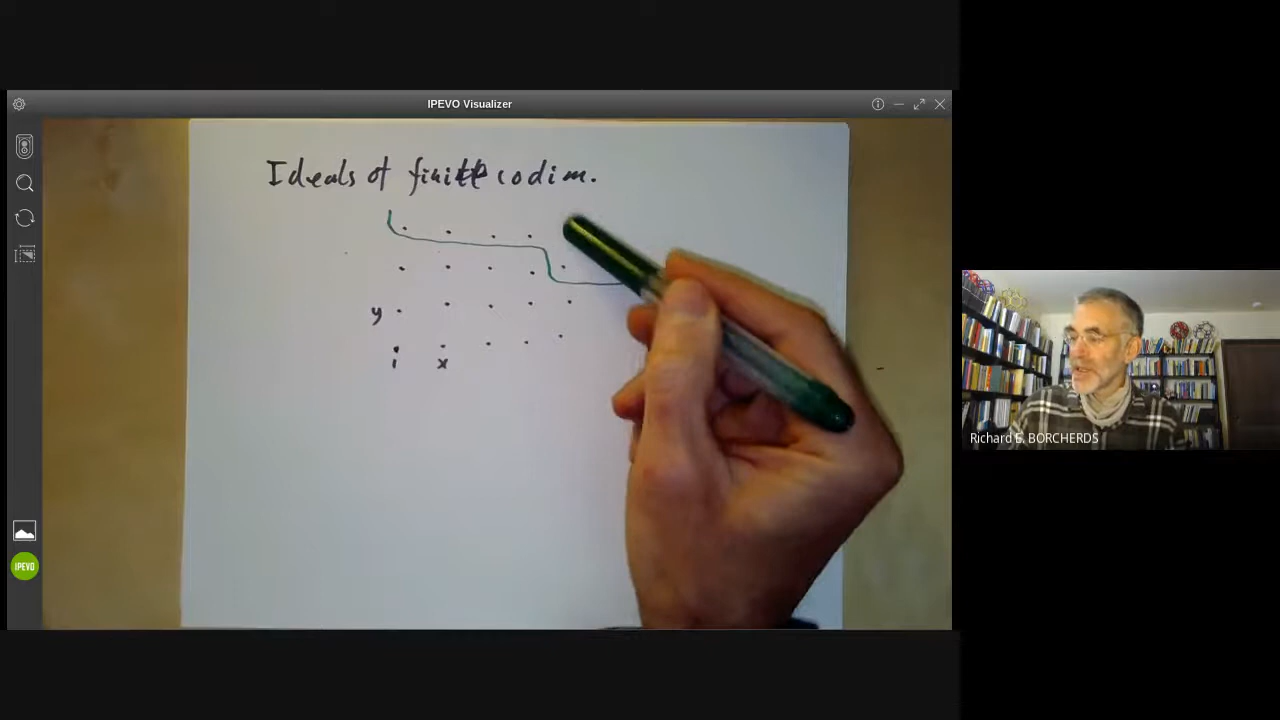 IPEVO Visualizer
Ideals of finite codim.
y
1 x
IPEVO
Richard E. BORCHERDS